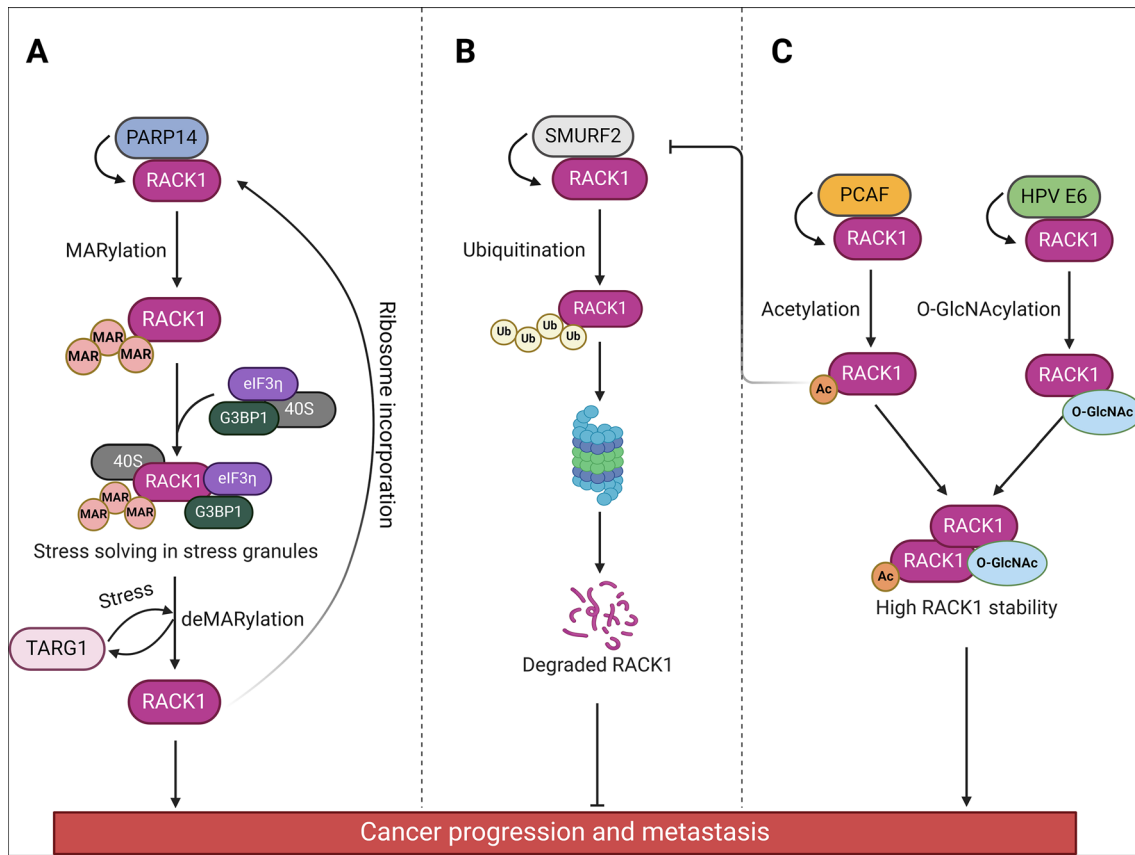 A
PARP14
RACK1
MARylation
RACK1
MAR
MAR
MAR
eIF3η
G3BP1
40S
40S
RACK1
eIF3η
MAR
MAR
MAR
G3BP1
Stress solving in stress granules
Stress
deMARylation
TARG1
RACK1
Ribosome incorporation
B
SMURF2
RACK1
Ubiquitination
RACK1
Ub
Ub
Ub
Ub
Degraded RACK1
C
PCAF
RACK1
HPV E6
RACK1
Acetylation
O-GlcNAcylation
RACK1
Ac
RACK1
O-GlcNAc
RACK1
RACK1
Ac
O-GlcNAc
High RACK1 stability
Cancer progression and metastasis